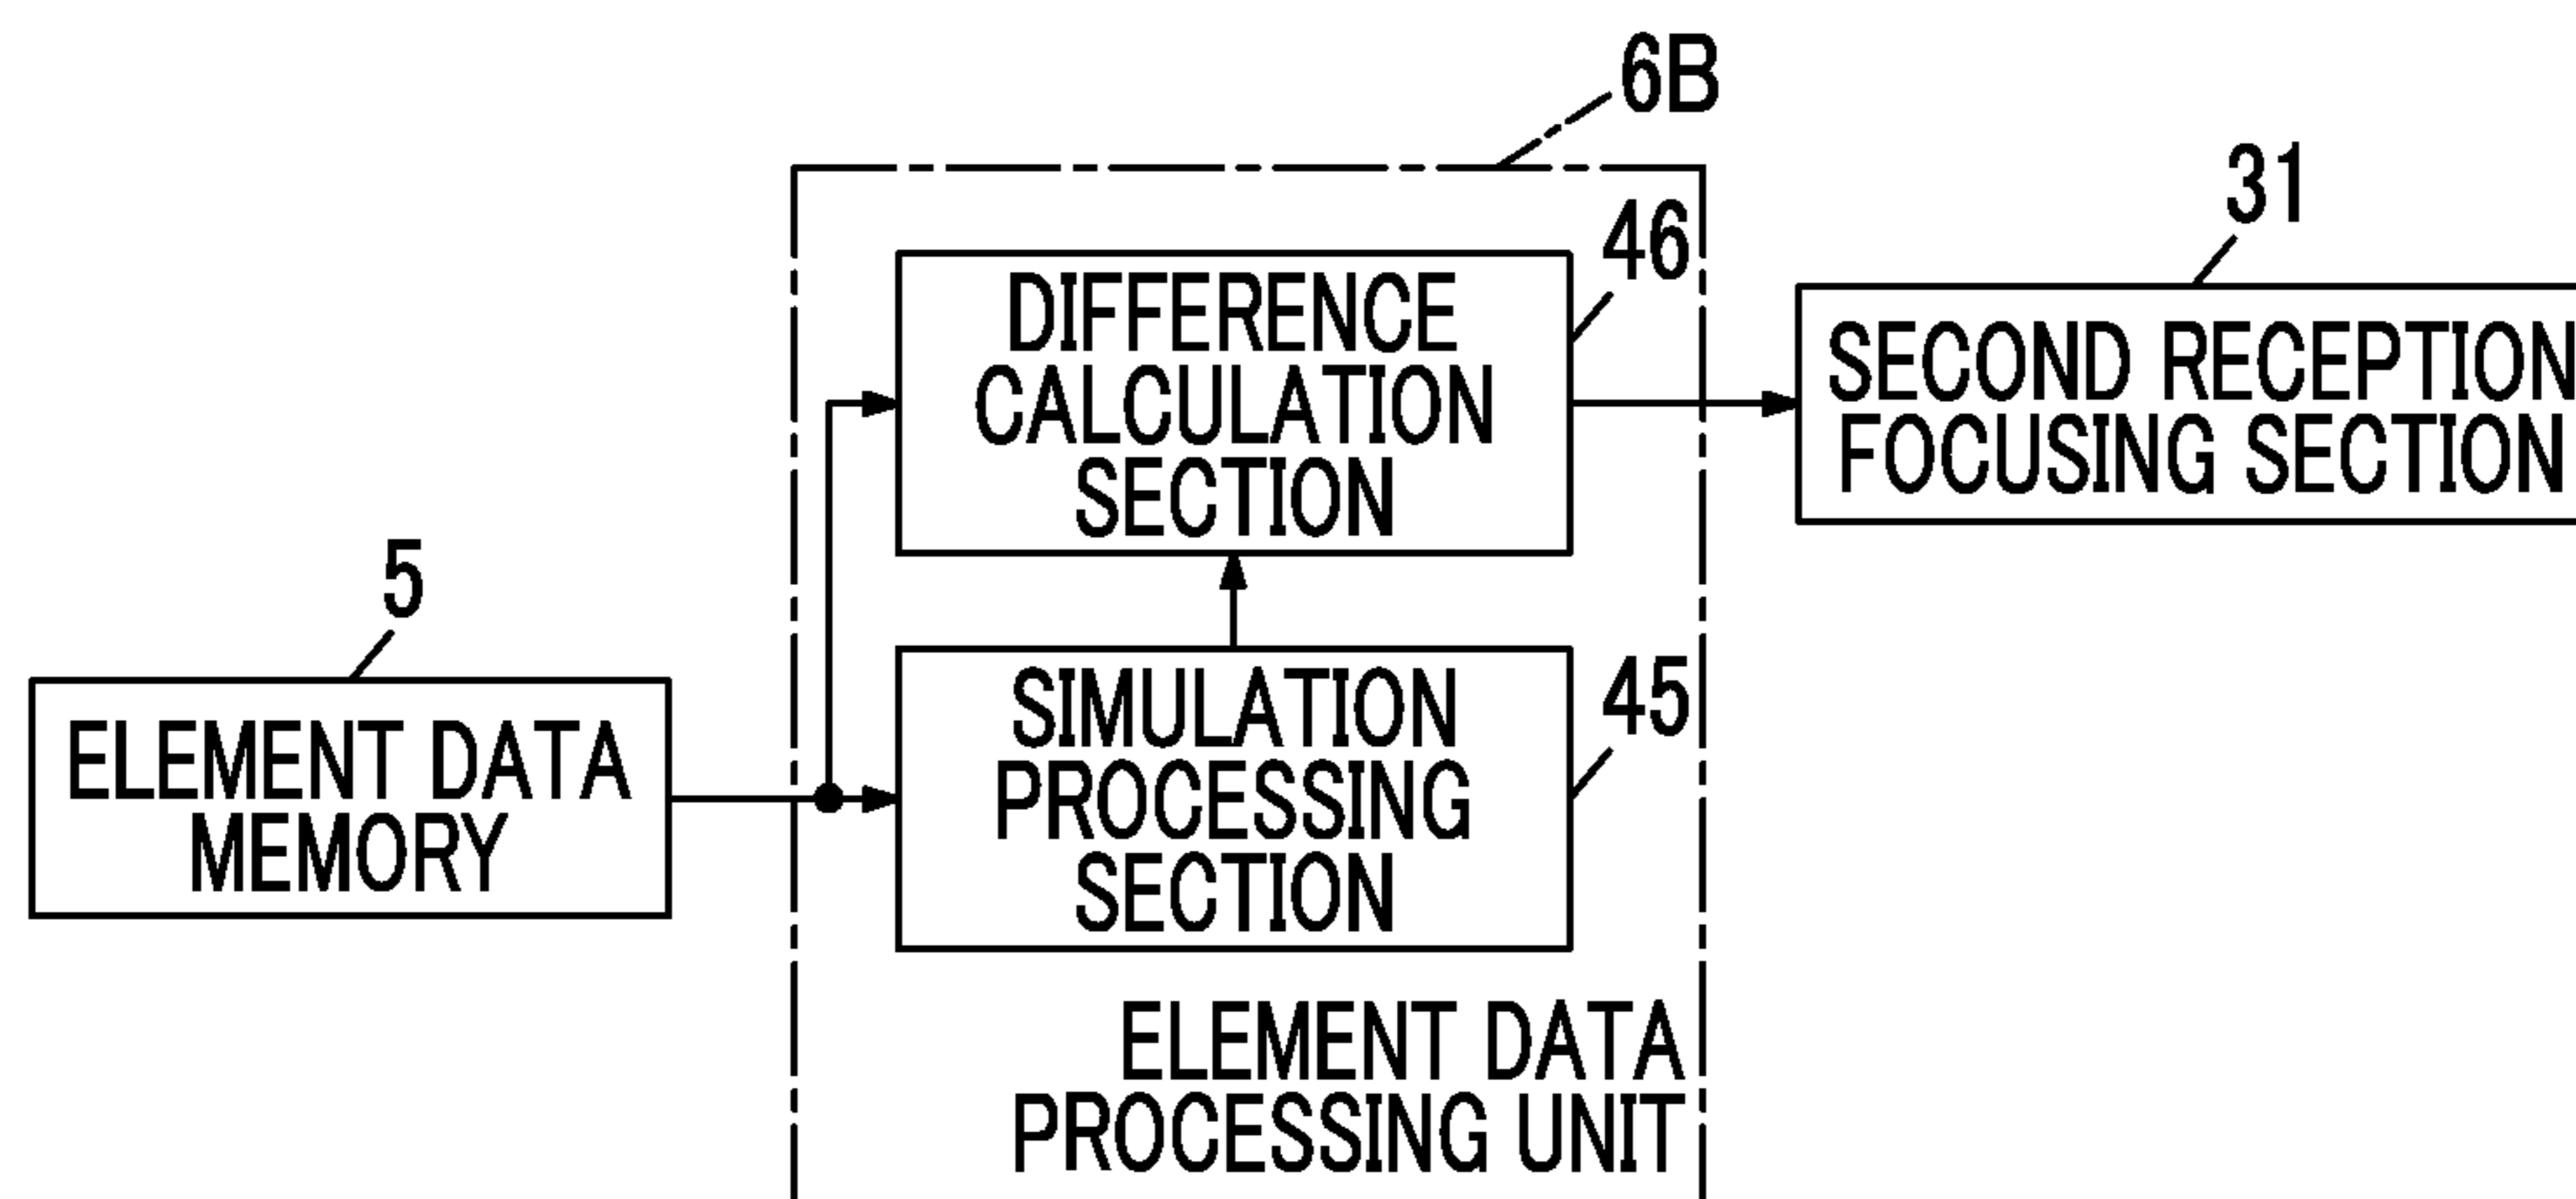 6B
31
46
DIFFERENCE
CALCULATION
SECTION
SECOND RECEPTION
FOCUSING SECTION
5
45
SIMULATION
PROCESSING
SECTION
ELEMENT DATA
MEMORY
ELEMENT DATA
PROCESSING UNIT